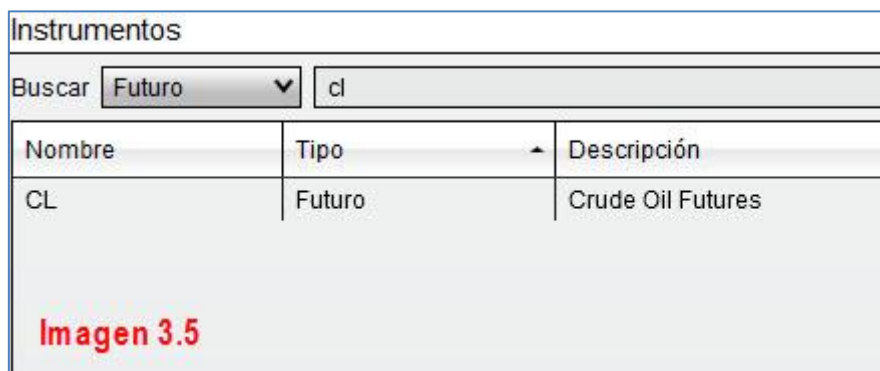 Instrumentos
Buscar Futuro cl
Nombre Tipo Descripción
CL Futuro Crude Oil Futures
Imagen 3.5